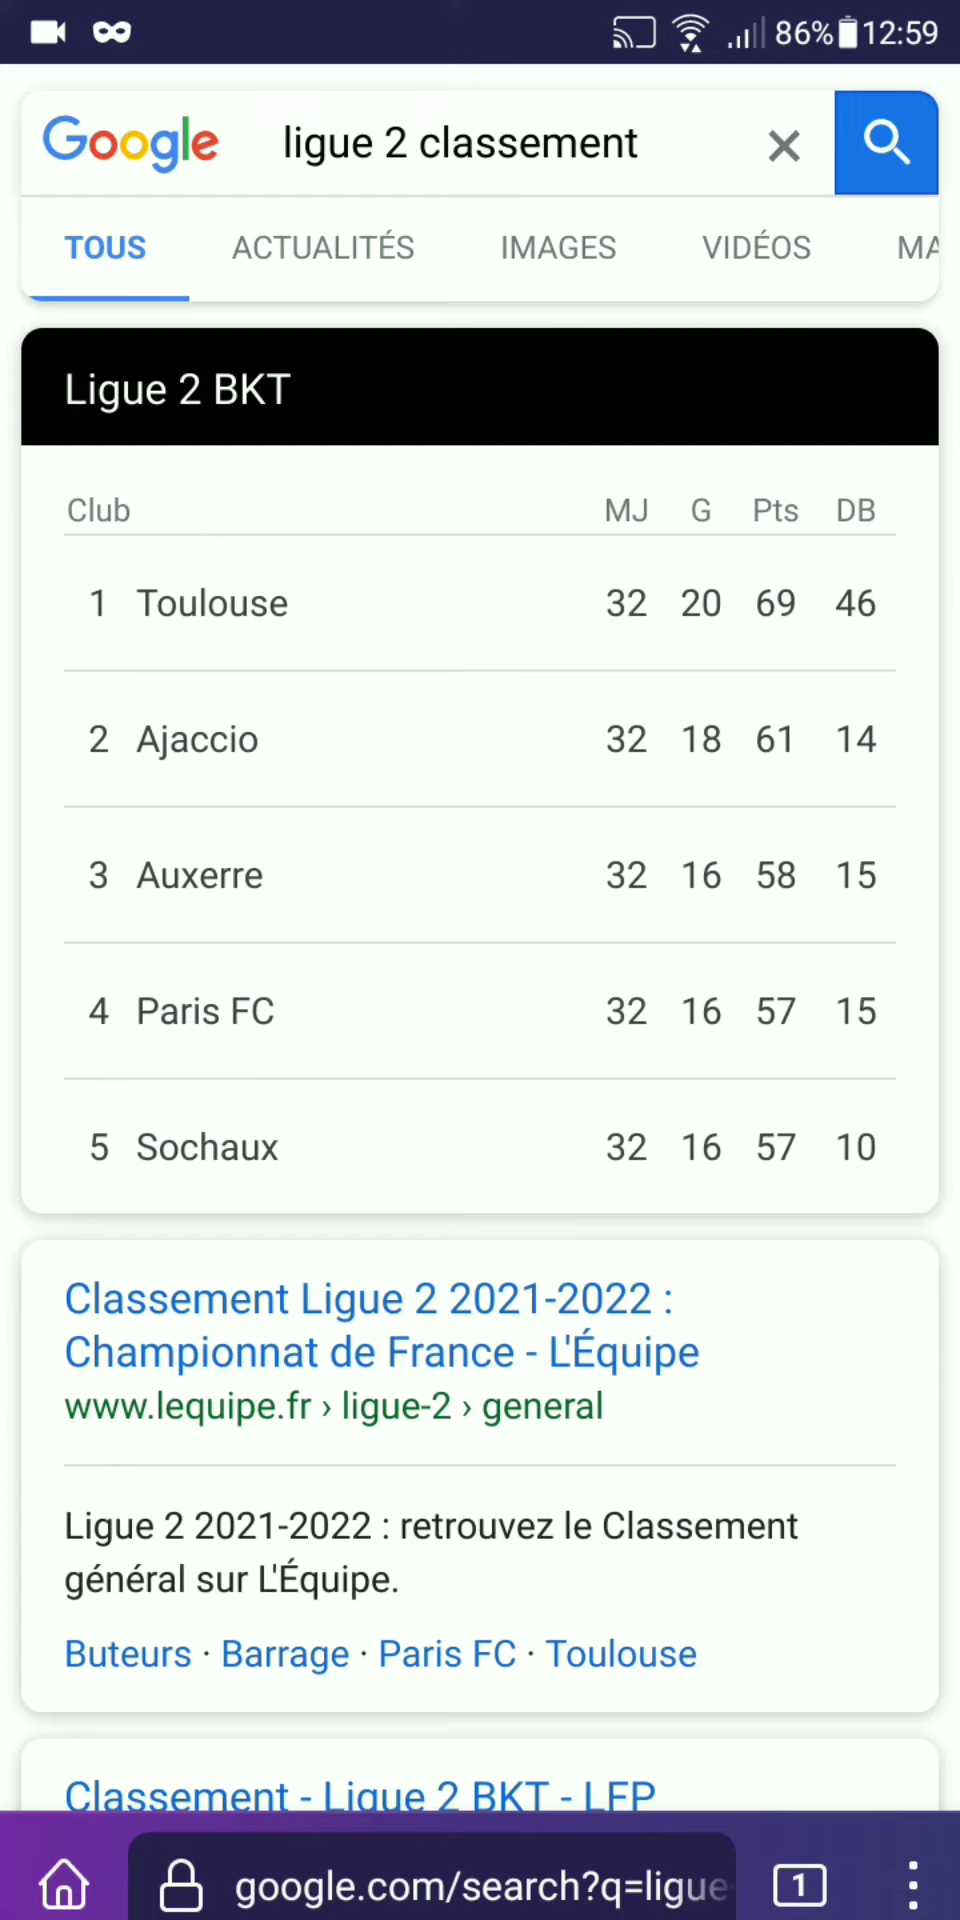 86% 12:59
Google ligue 2 classement
TOUS ACTUALITÉS IMAGES VIDÉOS MA
Ligue 2 BKT
Club MJ G Pts DB
1 Toulouse 32 20 69 46
2 Ajaccio 32 18 61 14
3 Auxerre 32 16 58 15
4 Paris FC 32 16 57 15
5 Sochaux 32 16 57 10
Classement Ligue 2 2021-2022 :
Championnat de France - L'Équipe
www.lequipe.fr › ligue-2 › general
Ligue 2 2021-2022 : retrouvez le Classement
général sur L'Équipe.
Buteurs · Barrage · Paris FC · Toulouse
Classement - Ligue 2 BKT - LFP
google.com/search?q=ligue 1